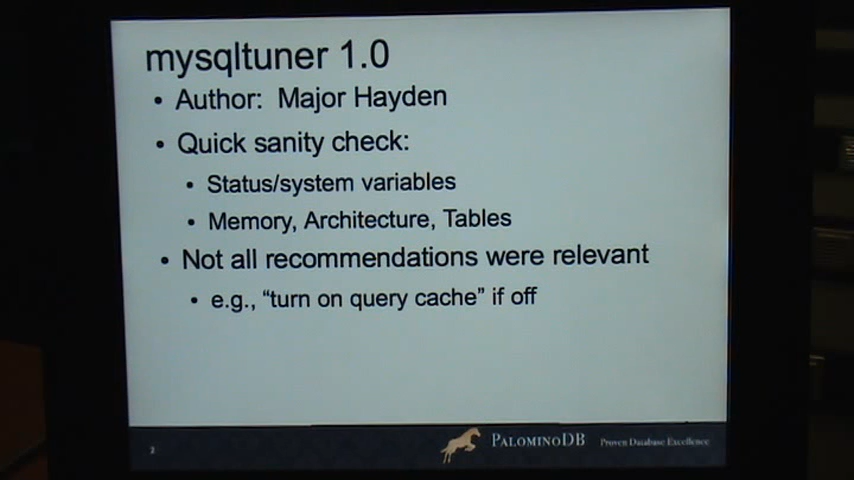 mysqltuner 1.0
• Author: Major Hayden
• Quick sanity check:
• Status/system variables
• Memory, Architecture, Tables
• Not all recommendations were relevant
• e.g., “turn on query cache” if off
2
PALOMINODB Proven Database Excellence